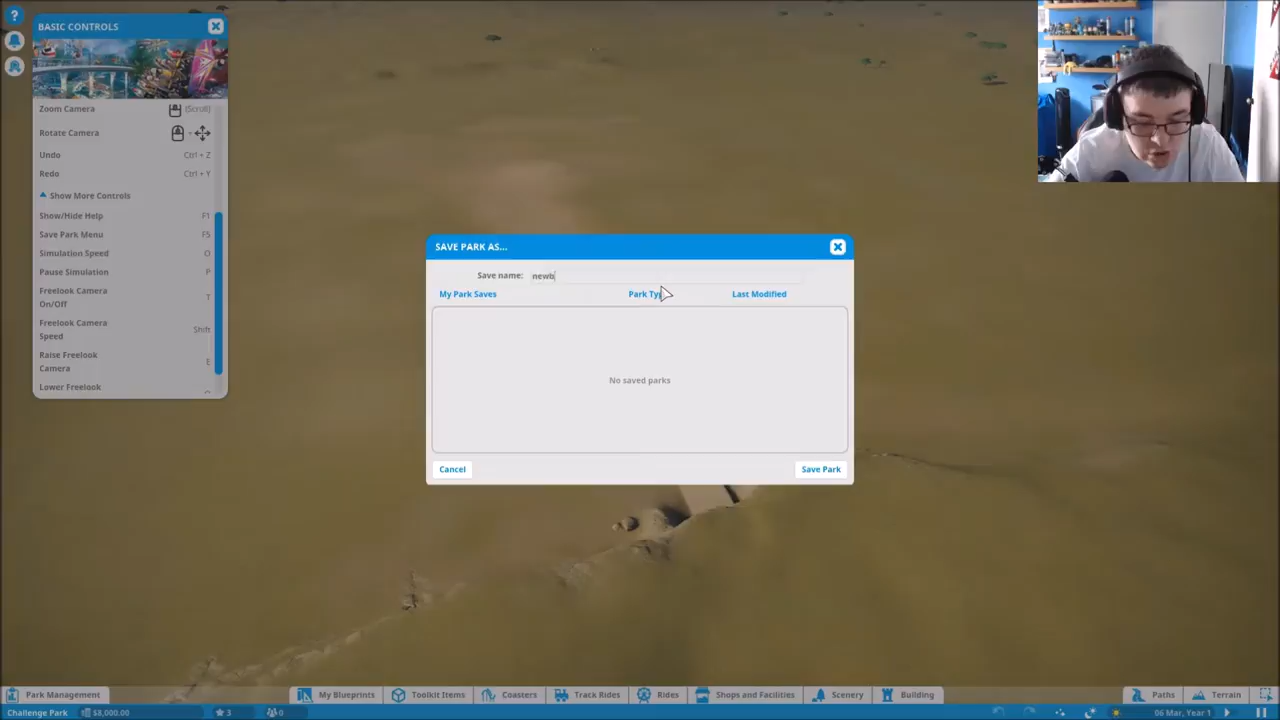 BASIC CONTROLS
Zoom Camera (Scroll)
Rotate Camera
Undo Ctrl + Z
Redo Ctrl + Y
Show More Controls
Show/Hide Help F1
Save Park Menu F5
Simulation Speed O
Pause Simulation P
Freelook Camera
On/Off T
Freelook Camera
Speed Shift
Raise Freelook
Camera E
Lower Freelook
SAVE PARK AS...
Save name: newb
My Park Saves Park Typ Last Modified
No saved parks
Cancel Save Park
Park Management My Blueprints Toolkit Items Coasters Track Rides Rides Shops and Facilities Scenery Building Paths Terrain
Challenge Park $8,000.00 3 0 06 Mar, Year 1